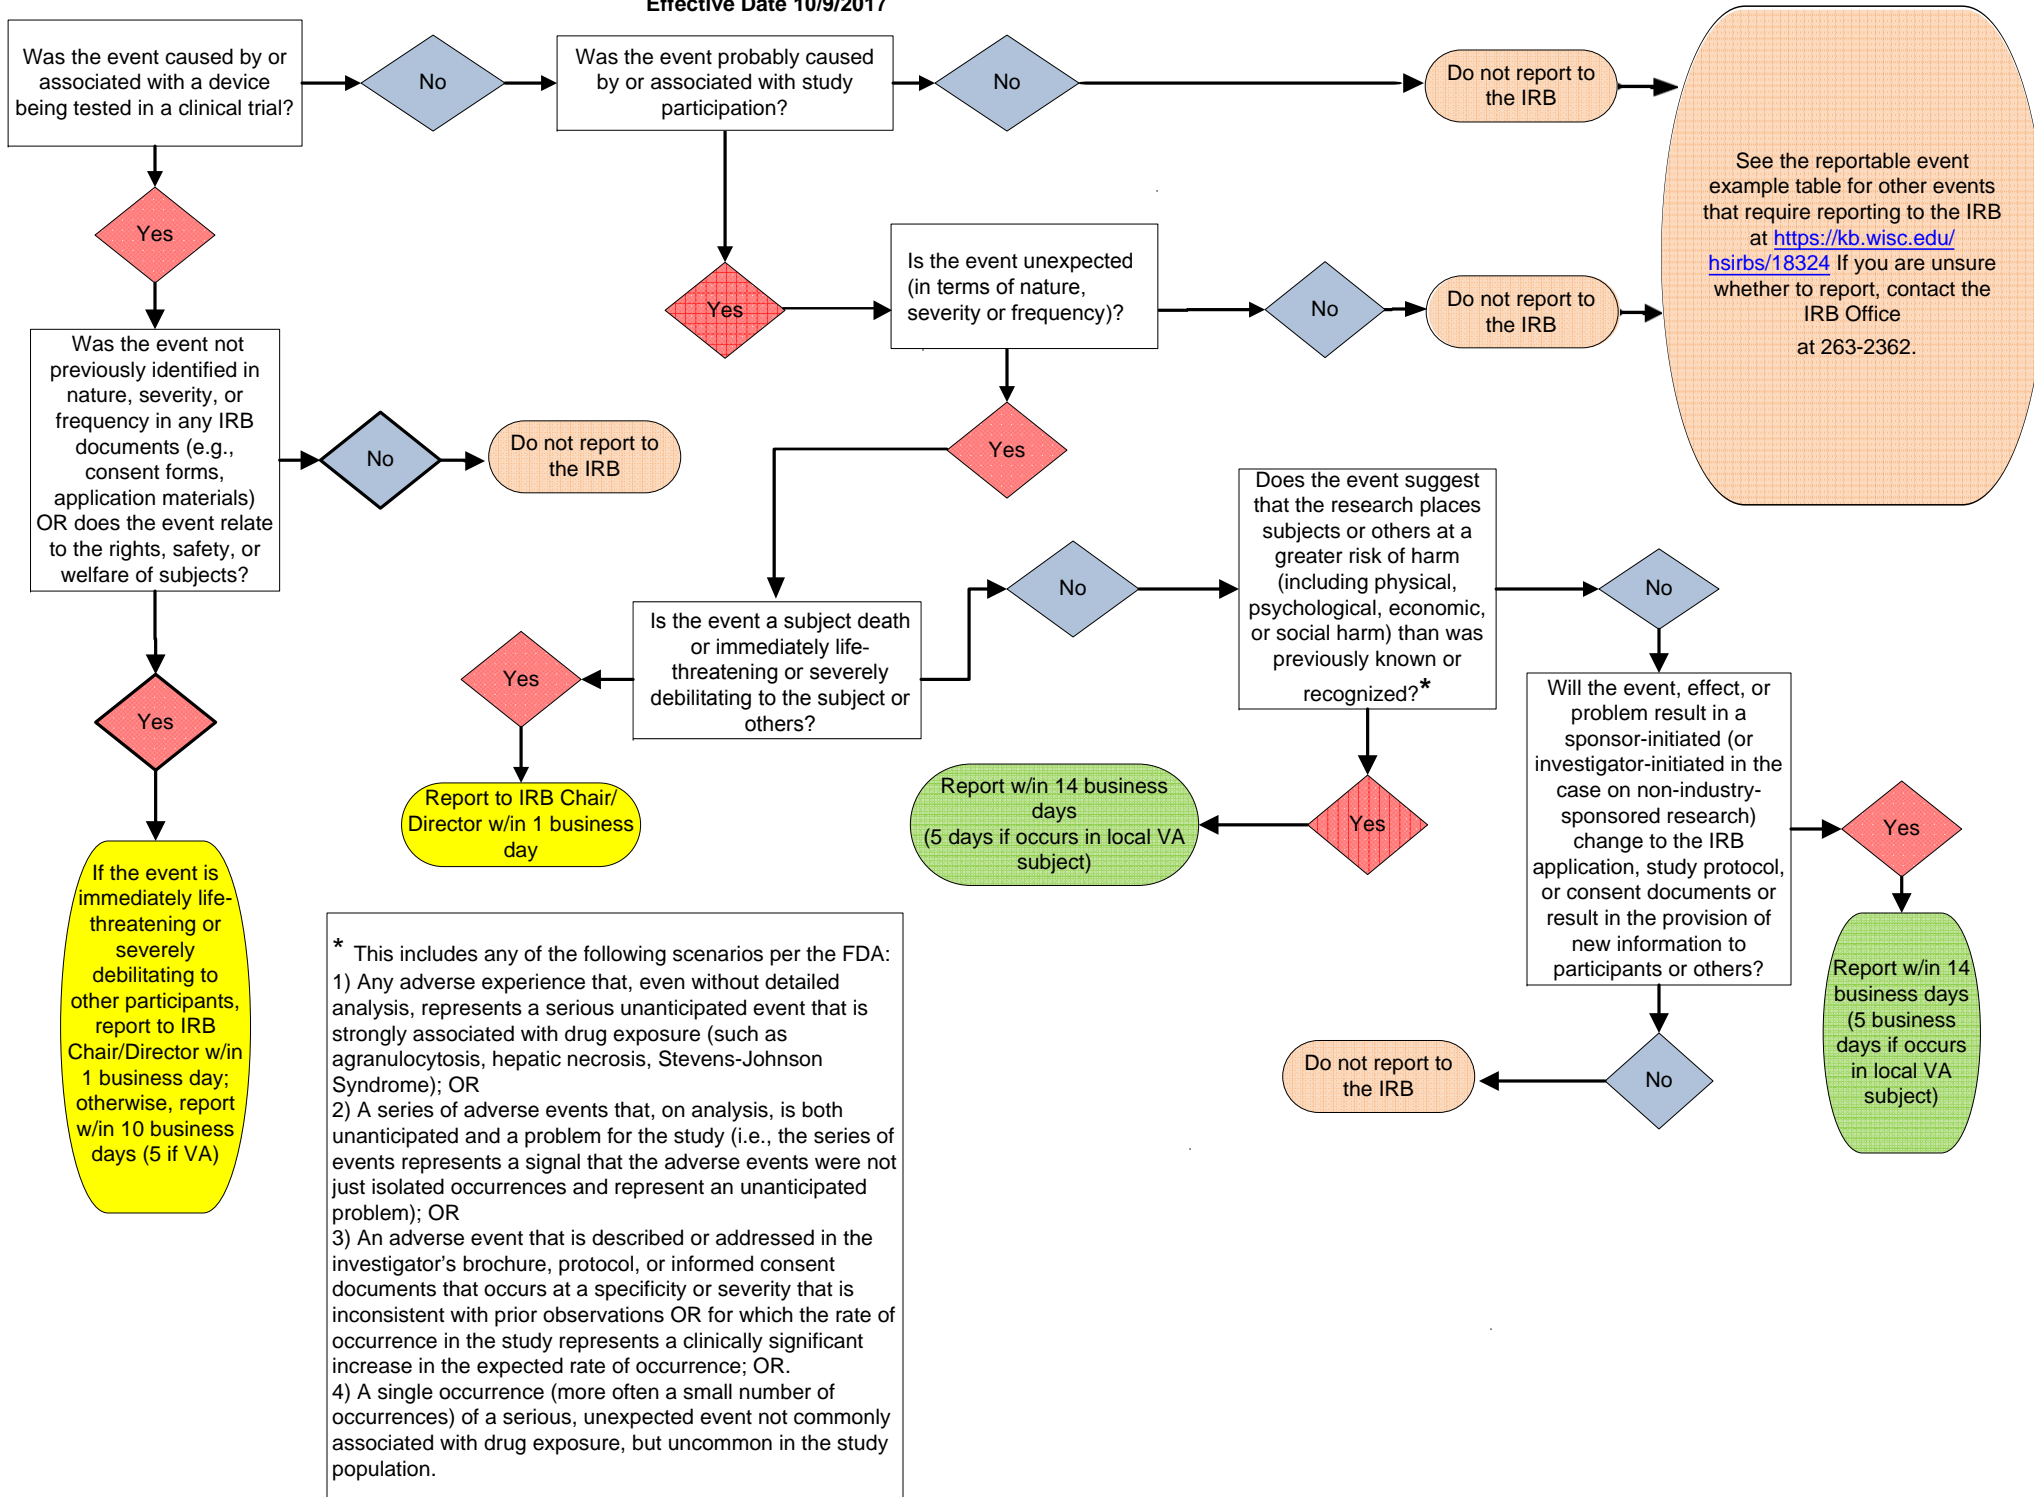 Effective Date 10/9/2017
Was the event caused by or
associated with a device
being tested in a clinical trial?
No
Was the event probably caused
by or associated with study
participation?
No
Do not report to
the IRB
See the reportable event
example table for other events
that require reporting to the IRB
at https://kb.wisc.edu/
hsirbs/18324 If you are unsure
whether to report, contact the
IRB Office
at 263-2362.
Yes
Yes
Is the event unexpected
(in terms of nature,
severity or frequency)?
No
Do not report to
the IRB
Was the event not
previously identified in
nature, severity, or
frequency in any IRB
documents (e.g.,
consent forms,
application materials)
OR does the event relate
to the rights, safety, or
welfare of subjects?
No
Do not report to
the IRB
Yes
Is the event a subject death
or immediately life-
threatening or severely
debilitating to the subject or
others?
No
Does the event suggest
that the research places
subjects or others at a
greater risk of harm
(including physical,
psychological, economic,
or social harm) than was
previously known or
recognized?*
No
Yes
Yes
Report to IRB Chair/
Director w/in 1 business
day
Report w/in 14 business
days
(5 days if occurs in local VA
subject)
Yes
Will the event, effect, or
problem result in a
sponsor-initiated (or
investigator-initiated in the
case on non-industry-
sponsored research)
change to the IRB
application, study protocol,
or consent documents or
result in the provision of
new information to
participants or others?
Yes
If the event is
immediately life-
threatening or
severely
debilitating to
other participants,
report to IRB
Chair/Director w/in
1 business day;
otherwise, report
w/in 10 business
days (5 if VA)
Report w/in 14
business days
(5 business
days if occurs
in local VA
subject)
No
Do not report to
the IRB
* This includes any of the following scenarios per the FDA:
1) Any adverse experience that, even without detailed
analysis, represents a serious unanticipated event that is
strongly associated with drug exposure (such as
agranulocytosis, hepatic necrosis, Stevens-Johnson
Syndrome); OR
2) A series of adverse events that, on analysis, is both
unanticipated and a problem for the study (i.e., the series of
events represents a signal that the adverse events were not
just isolated occurrences and represent an unanticipated
problem); OR
3) An adverse event that is described or addressed in the
investigator’s brochure, protocol, or informed consent
documents that occurs at a specificity or severity that is
inconsistent with prior observations OR for which the rate of
occurrence in the study represents a clinically significant
increase in the expected rate of occurrence; OR.
4) A single occurrence (more often a small number of
occurrences) of a serious, unexpected event not commonly
associated with drug exposure, but uncommon in the study
population.